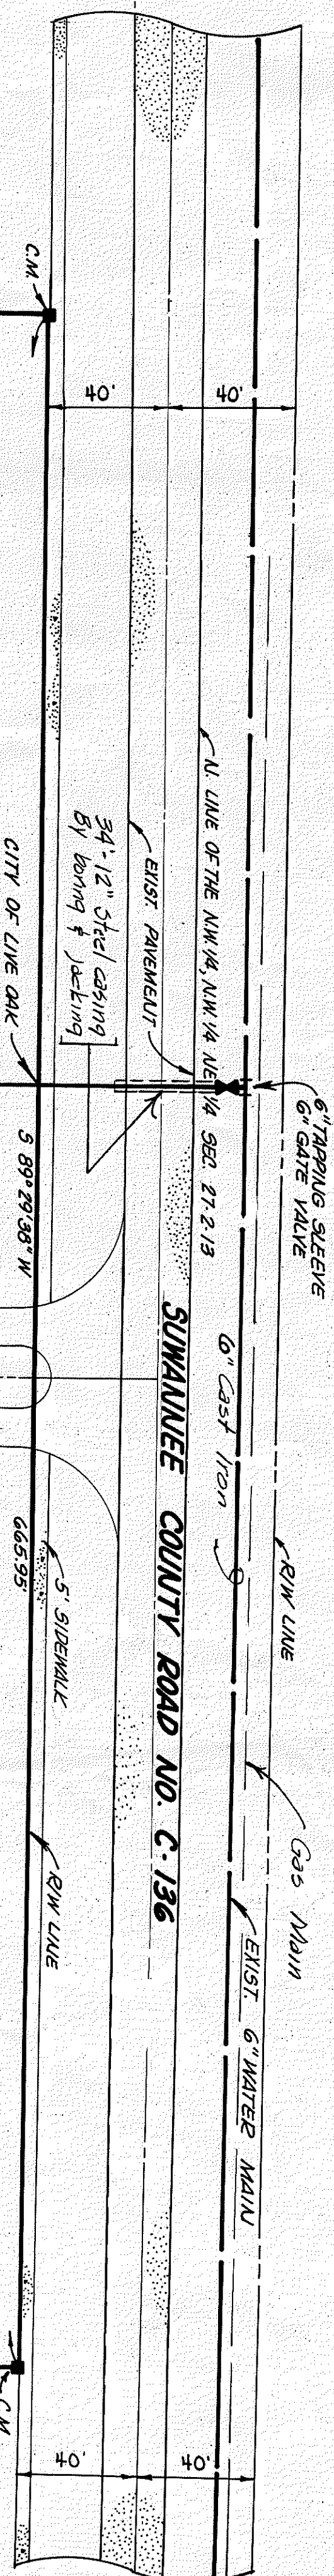 C.M.
40'
40'
6" TAPPING SLEEVE
6" GATE VALVE
N. LINE OF THE NW 1/4, NW 1/4 NE 1/4 SEC. 27-2-13
EXIST. PAVEMENT
34'-12" Steel casing
By boring & jacking
CITY OF LIVE OAK
S 89°29'38" W
SUWANNEE COUNTY ROAD NO. C-136
6" Cast Iron
R/W LINE
Gas Main
5' SIDEWALK
665.95'
R/W LINE
EXIST. 6" WATER MAIN
40'
40'
C.M.